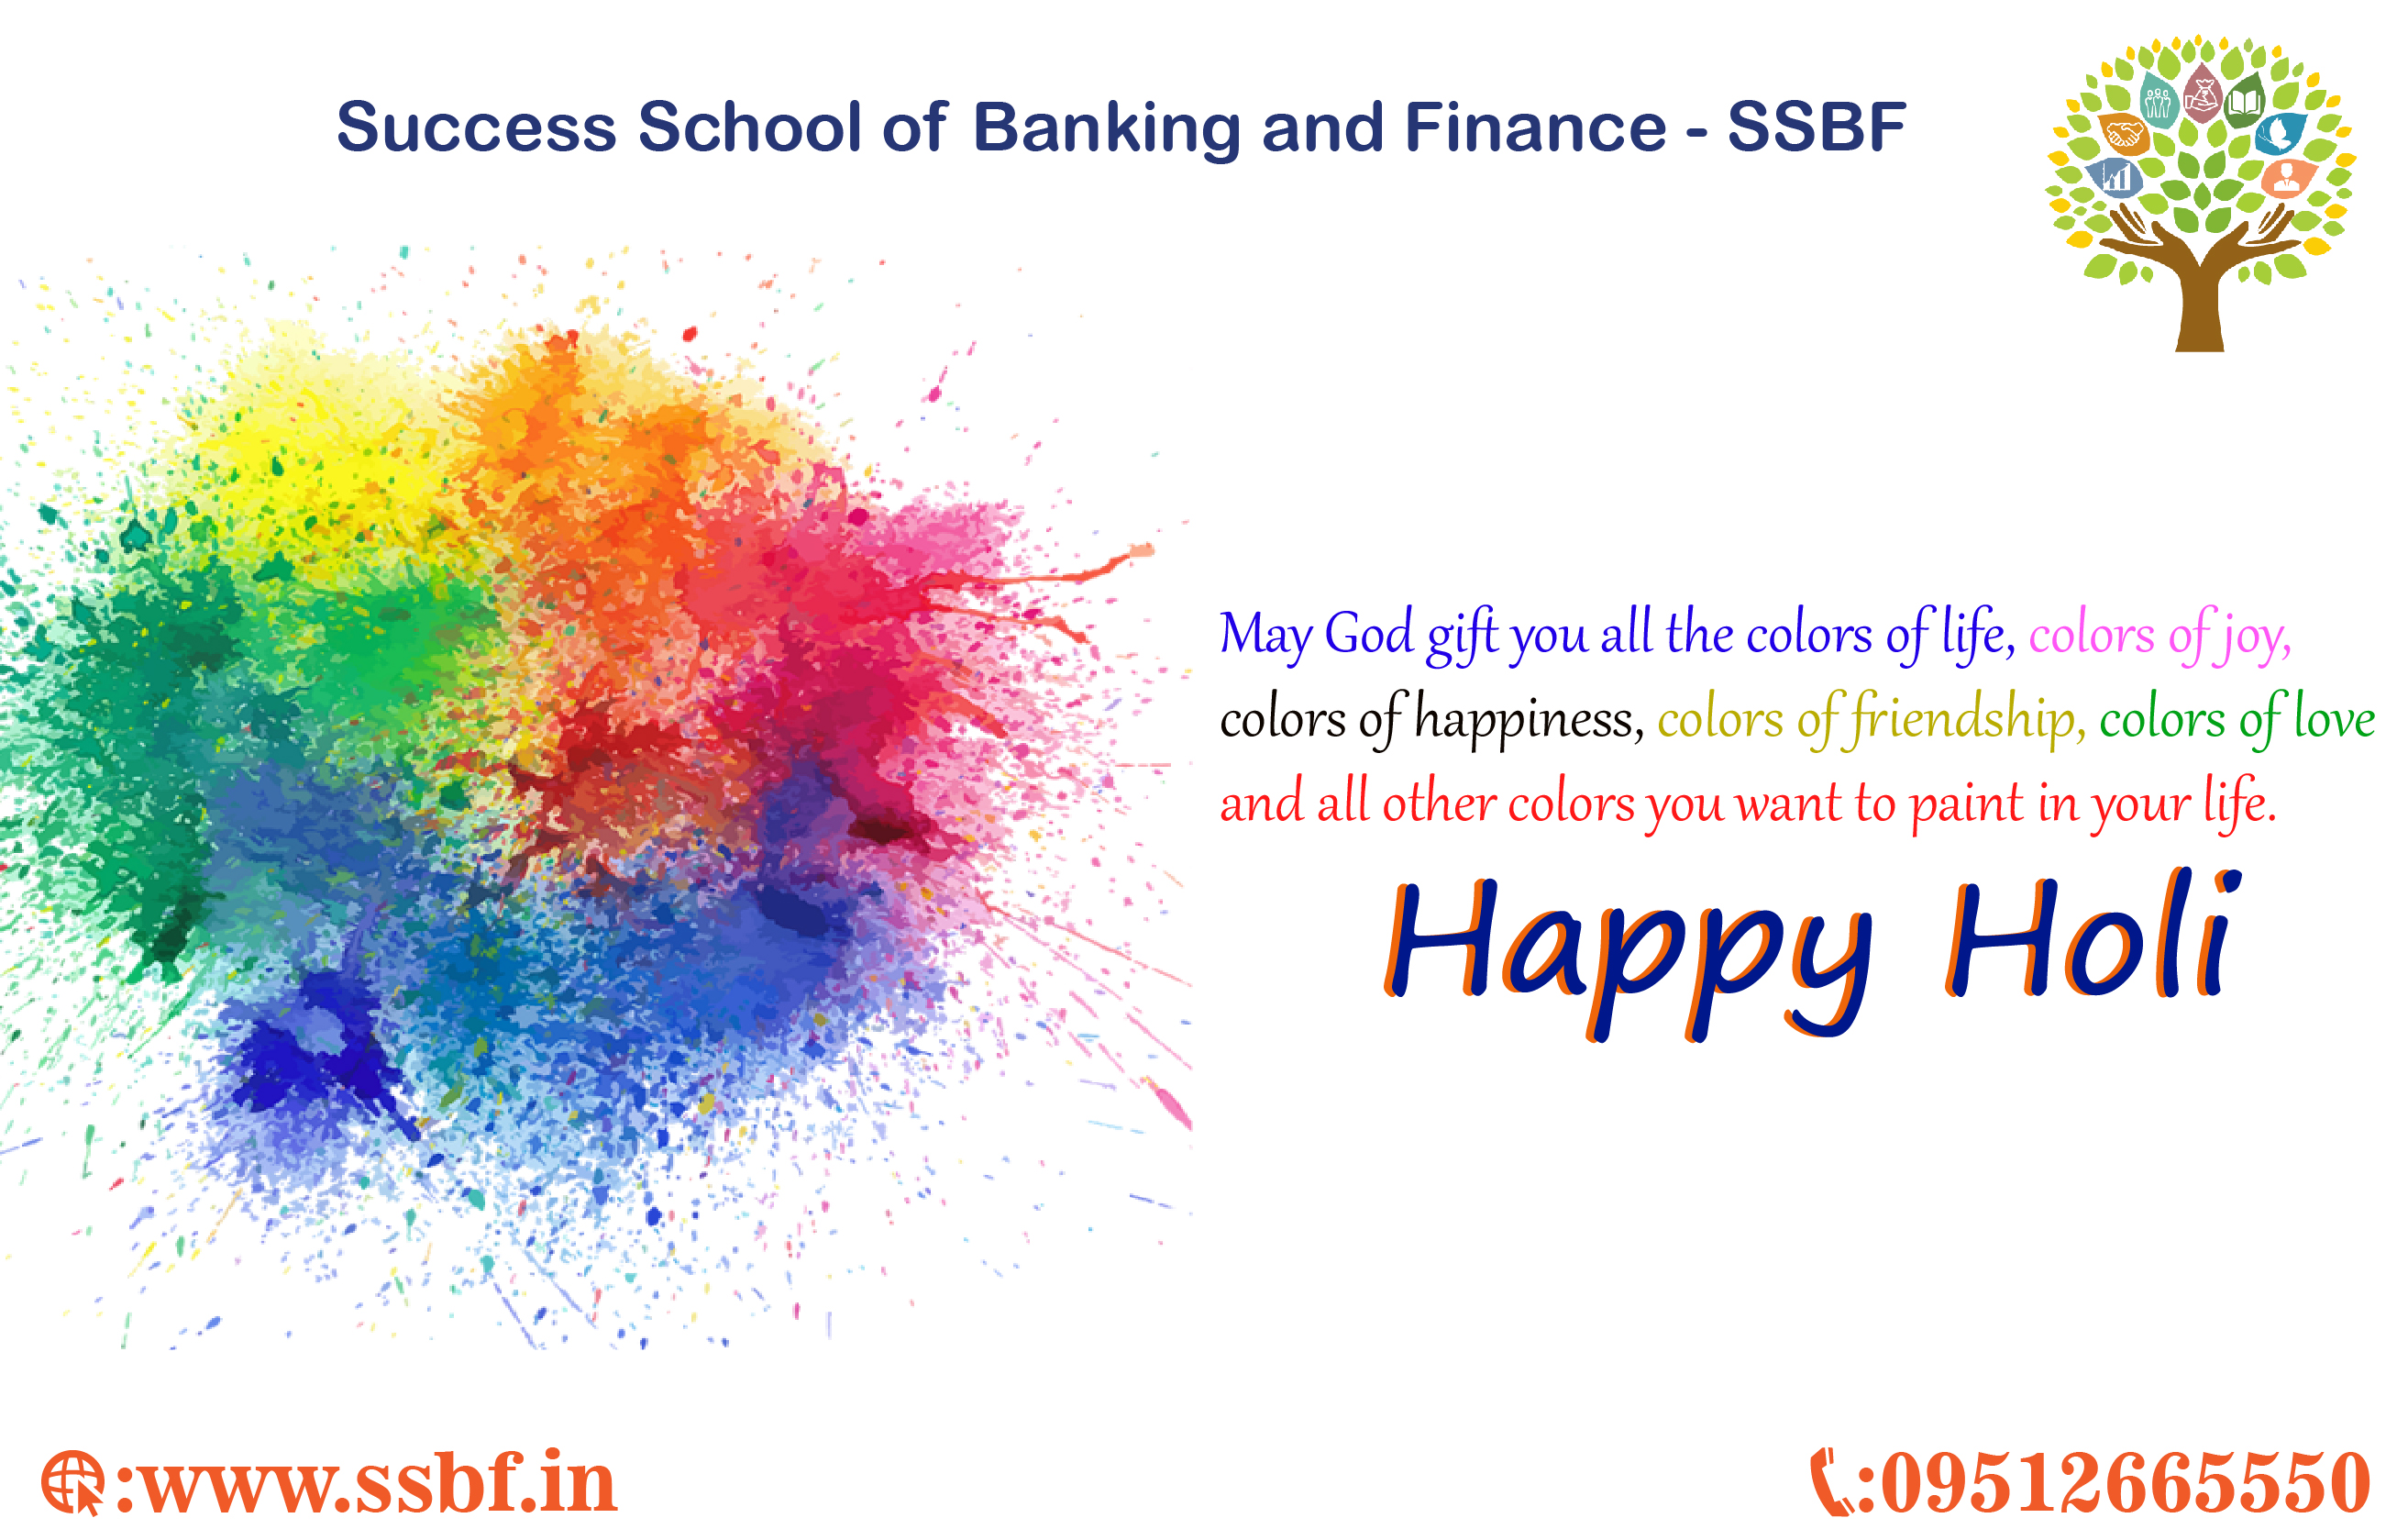 Success School of Banking and Finance - SSBF
May God gift you all the colors of life, colors of joy,
colors of happiness, colors of friendship, colors of love
and all other colors you want to paint in your life.
Happy Holi
:www.ssbf.in
:09512665550